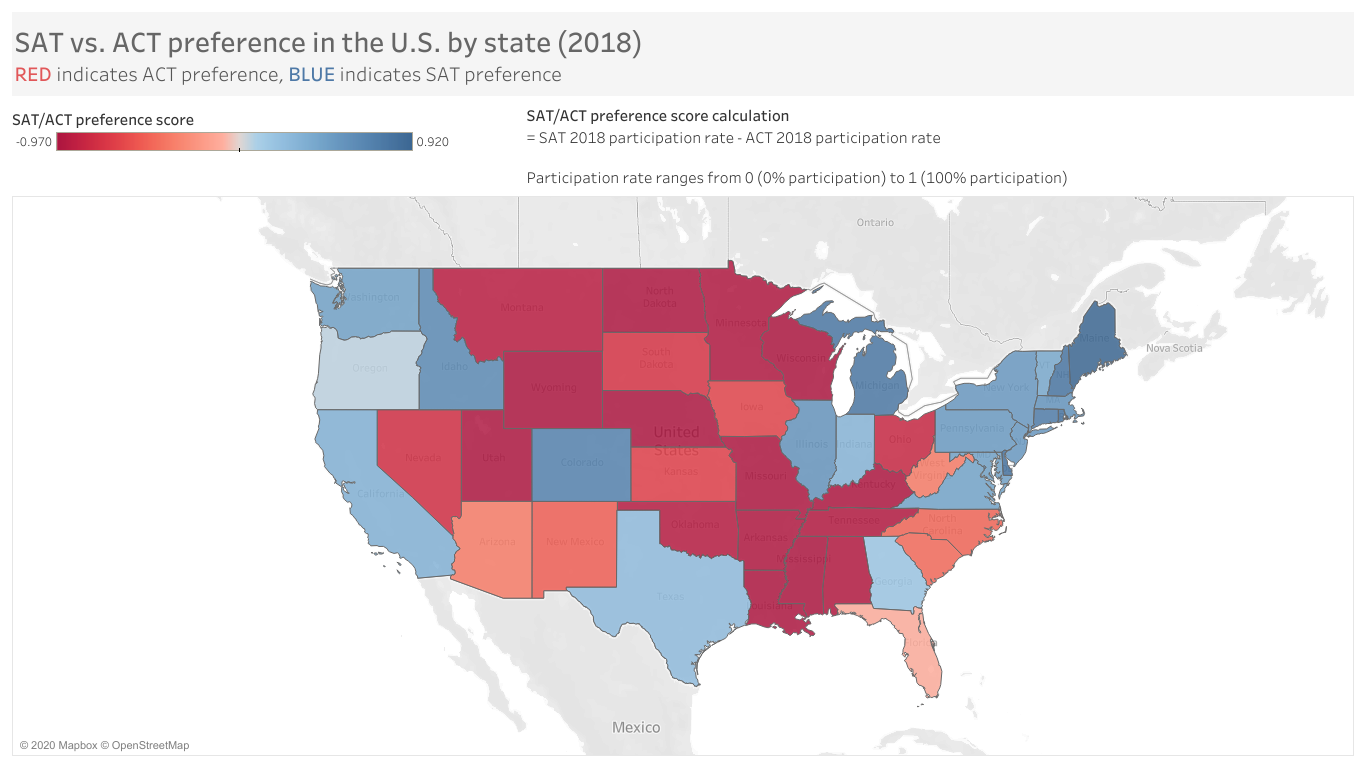 SAT vs. ACT preference in the U.S. by state (2018)
RED indicates ACT preference, BLUE indicates SAT preference
SAT/ACT preference score
-0.970
0.920
SAT/ACT preference score calculation
= SAT 2018 participation rate - ACT 2018 participation rate
Participation rate ranges from 0 (0% participation) to 1 (100% participation)
Ontario
Nova Scotia
Washington
Montana
North
Dakota
Minnesota
Maine
Oregon
Idaho
South
Dakota
Wisconsin
Michigan
New York
Wyoming
Iowa
Pennsylvania
United
States
Nevada
Utah
Colorado
Kansas
Illinois
Indiana
Ohio
West
Virginia
California
Missouri
Kentucky
Arizona
New Mexico
Oklahoma
Arkansas
Tennessee
North
Carolina
Texas
Mississippi
Georgia
Louisiana
Florida
Mexico
© 2020 Mapbox © OpenStreetMap